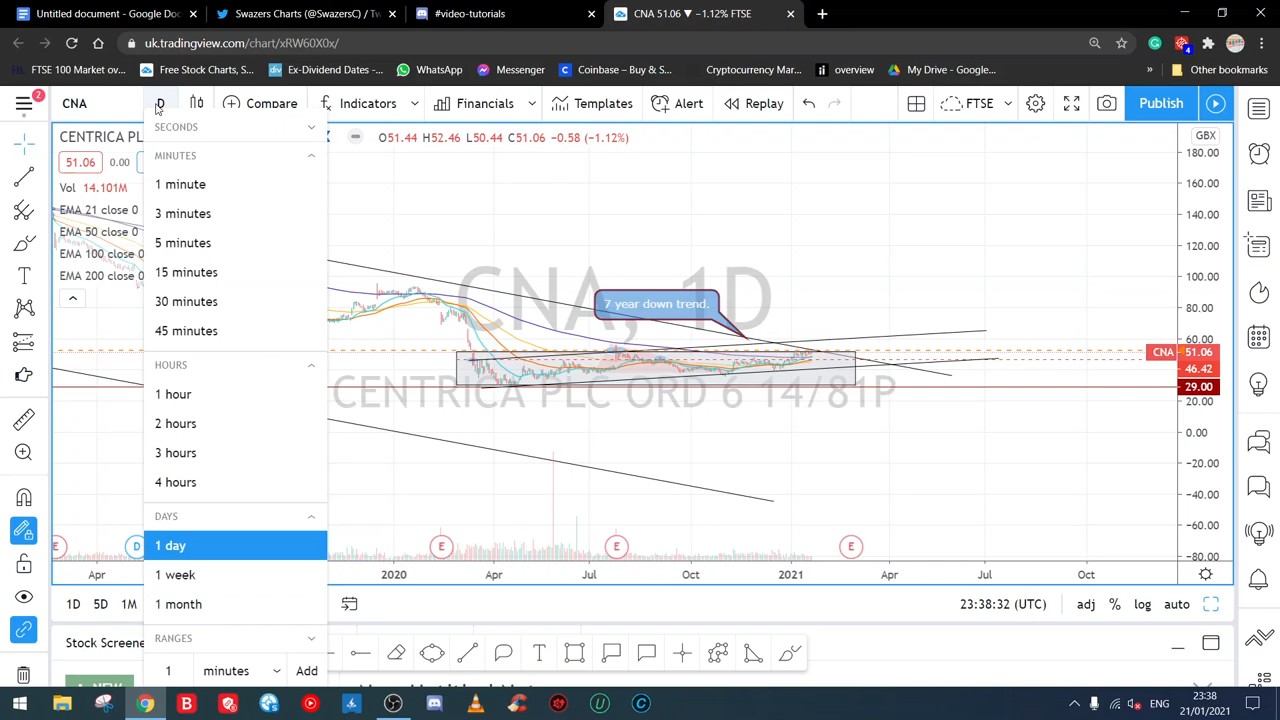 Untitled document - Google Docs
Swazers Charts (@SwazersC) / Tw
#video-tutorials
CNA 51.06 ▼ −1.12% FTSE
uk.tradingview.com/chart/xRW60X0x/
4
FTSE 100 Market ov...
Free Stock Charts, S...
Ex-Dividend Dates -...
WhatsApp
Messenger
Coinbase – Buy & S...
Cryptocurrency Mar...
overview
My Drive - Google...
»
Other bookmarks
2
CNA
D
Compare
Indicators
Financials
Templates
Alert
Replay
FTSE
Publish
CENTRICA PL
O51.44 H52.46 L50.44 C51.06 −0.58 (−1.12%)
GBX
51.06
0.00
Vol 14.101M
EMA 21 close 0
EMA 50 close 0
EMA 100 close 0
EMA 200 close 0
SECONDS
MINUTES
1 minute
3 minutes
5 minutes
15 minutes
30 minutes
45 minutes
HOURS
1 hour
2 hours
3 hours
4 hours
DAYS
1 day
1 week
1 month
RANGES
1
minutes
Add
CNA, 1D
CENTRICA PLC ORD 6 14/81P
7 year down trend.
180.00
160.00
140.00
120.00
100.00
80.00
60.00
CNA 51.06
46.42
29.00
20.00
0.00
−20.00
−40.00
−60.00
−80.00
E
D
E
E
E
Apr
2020
Apr
Jul
Oct
2021
Jul
Oct
1D
5D
1M
23:38:32 (UTC)
adj
%
log
auto
Stock Screene
NEW
23:38
ENG
21/01/2021